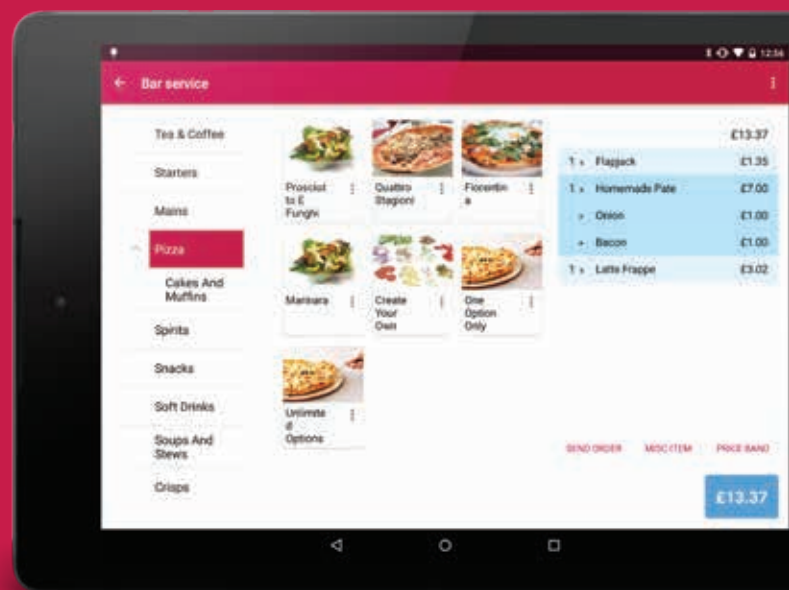 12:56
Bar service
Tea & Coffee
Starters
Mains
Pizza
Cakes And
Muffins
Spirits
Snacks
Soft Drinks
Soups And
Stews
Crisps
Prosciut
to E
Funghi
Quattro
Stagioni
Fiorentin
a
Marinara
Create
Your
Own
One
Option
Only
Unlimite
d
Options
£13.37
1 x Flapjack £1.35
1 x Homemade Pate £7.00
+ Onion £1.00
+ Bacon £1.00
1 x Latte Frappe £3.02
SEND ORDER MISC ITEM PRICE BAND
£13.37